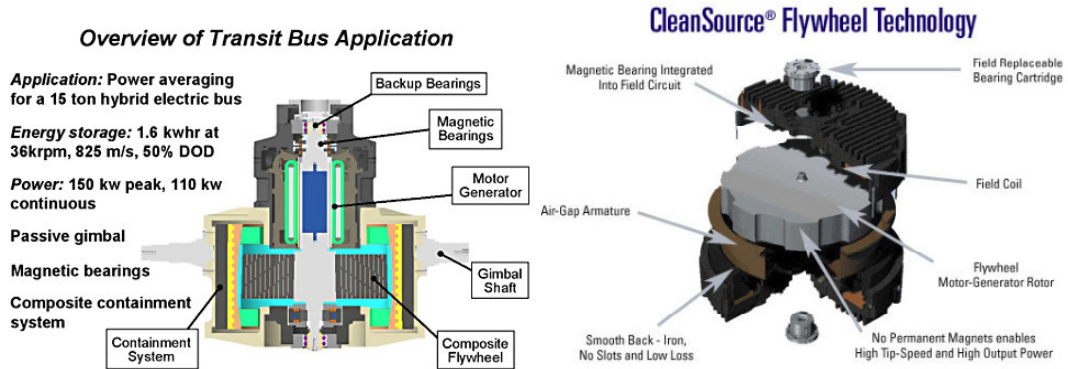 Overview of Transit Bus Application
Application: Power averaging
for a 15 ton hybrid electric bus
Energy storage: 1.6 kwhr at
36krpm, 825 m/s, 50% DOD
Power: 150 kw peak, 110 kw
continuous
Passive gimbal
Magnetic bearings
Composite containment
system
Backup Bearings
Magnetic
Bearings
Motor
Generator
Gimbal
Shaft
Containment
System
Composite
Flywheel
CleanSource® Flywheel Technology
Magnetic Bearing Integrated
Into Field Circuit
Field Replaceable
Bearing Cartridge
Field Coil
Air-Gap Armature
Flywheel
Motor-Generator Rotor
Smooth Back - Iron,
No Slots and Low Loss
No Permanent Magnets enables
High Tip-Speed and High Output Power